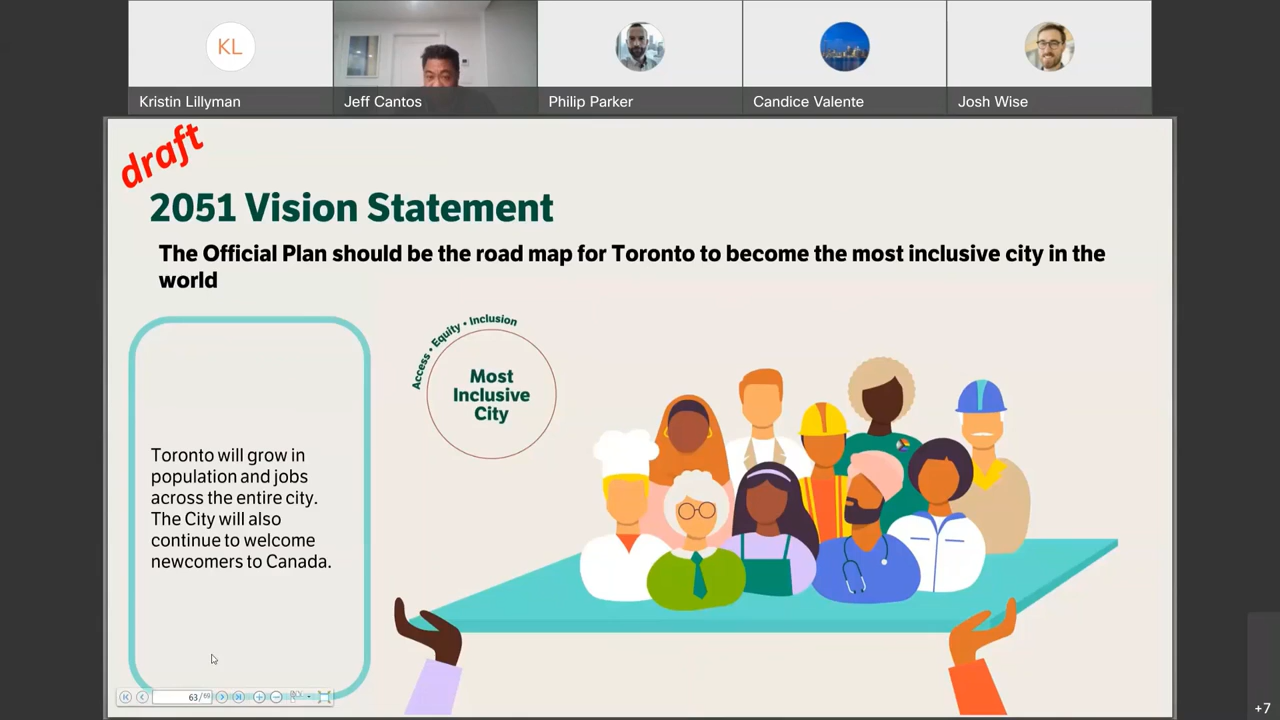 KL
Kristin Lillyman
Jeff Cantos
Philip Parker
Candice Valente
Josh Wise
draft
2051 Vision Statement
The Official Plan should be the road map for Toronto to become the most inclusive city in the
world
Access • Equity • Inclusion
Most
Inclusive
City
Toronto will grow in
population and jobs
across the entire city.
The City will also
continue to welcome
newcomers to Canada.
63/69
+7